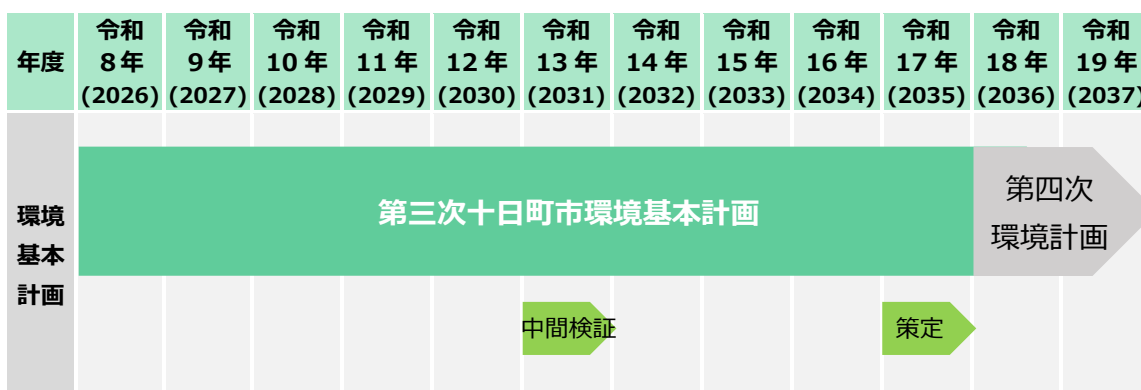 年度
令和
8年
(2026)
令和
9年
(2027)
令和
10年
(2028)
令和
11年
(2029)
令和
12年
(2030)
令和
13年
(2031)
令和
14年
(2032)
令和
15年
(2033)
令和
16年
(2034)
令和
17年
(2035)
令和
18年
(2036)
令和
19年
(2037)
環境
基本
計画
第三次十日町市環境基本計画
第四次
環境計画
中間検証
策定